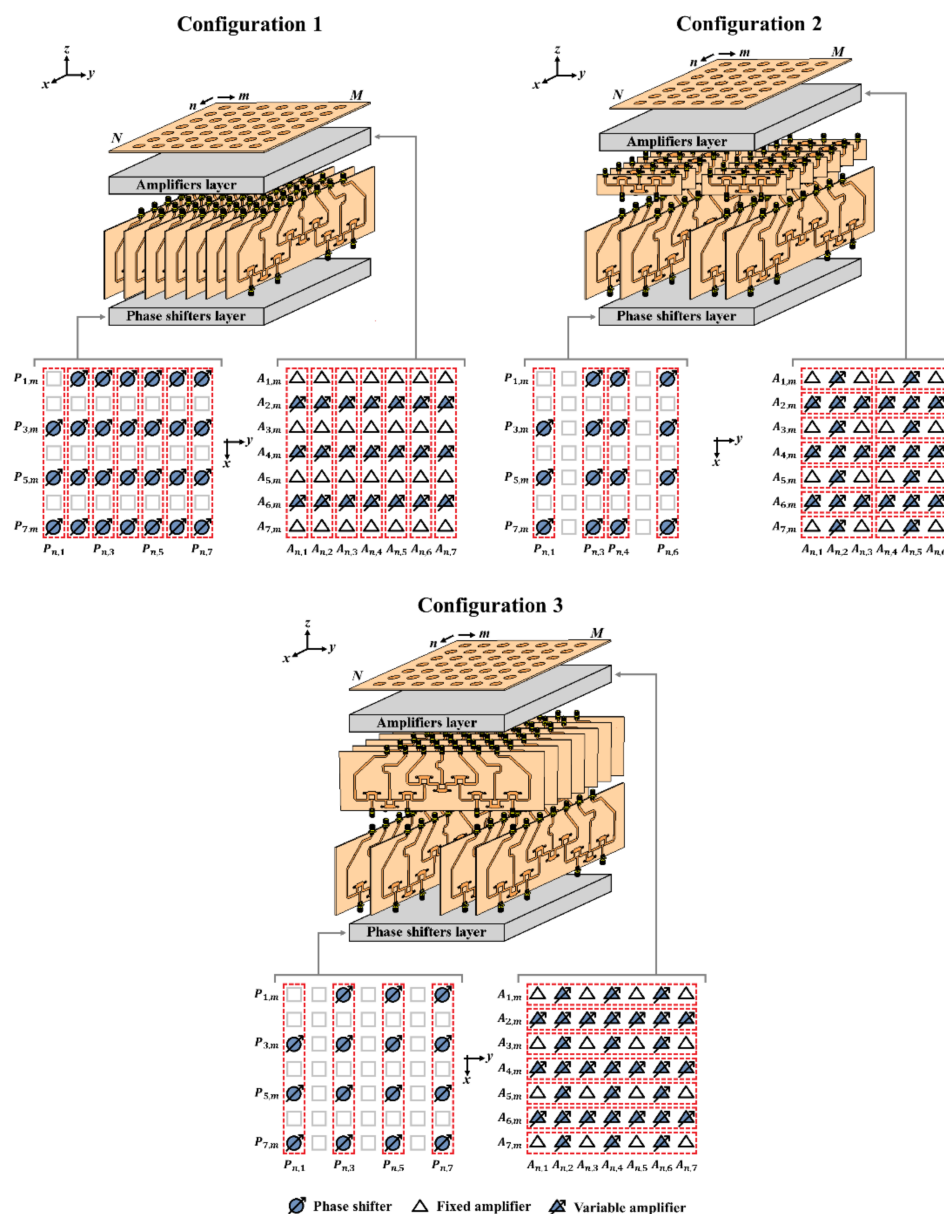 Configuration 1
z
y
x
n
m
M
N
Amplifiers layer
Phase shifters layer
P1,m
P3,m
P5,m
P7,m
Pn,1 Pn,3 Pn,5 Pn,7
y
x
A1,m
A2,m
A3,m
A4,m
A5,m
A6,m
A7,m
An,1 An,2 An,3 An,4 An,5 An,6 An,7
Configuration 2
z
y
x
n
m
M
N
Amplifiers layer
Phase shifters layer
P1,m
P3,m
P5,m
P7,m
Pn,1 Pn,3 Pn,4 Pn,6
y
x
A1,m
A2,m
A3,m
A4,m
A5,m
A6,m
A7,m
An,1 An,2 An,3 An,4 An,5 An,6
Configuration 3
z
y
x
n
m
M
N
Amplifiers layer
Phase shifters layer
P1,m
P3,m
P5,m
P7,m
Pn,1 Pn,3 Pn,5 Pn,7
y
x
A1,m
A2,m
A3,m
A4,m
A5,m
A6,m
A7,m
An,1 An,2 An,3 An,4 An,5 An,6 An,7
Phase shifter Fixed amplifier Variable amplifier